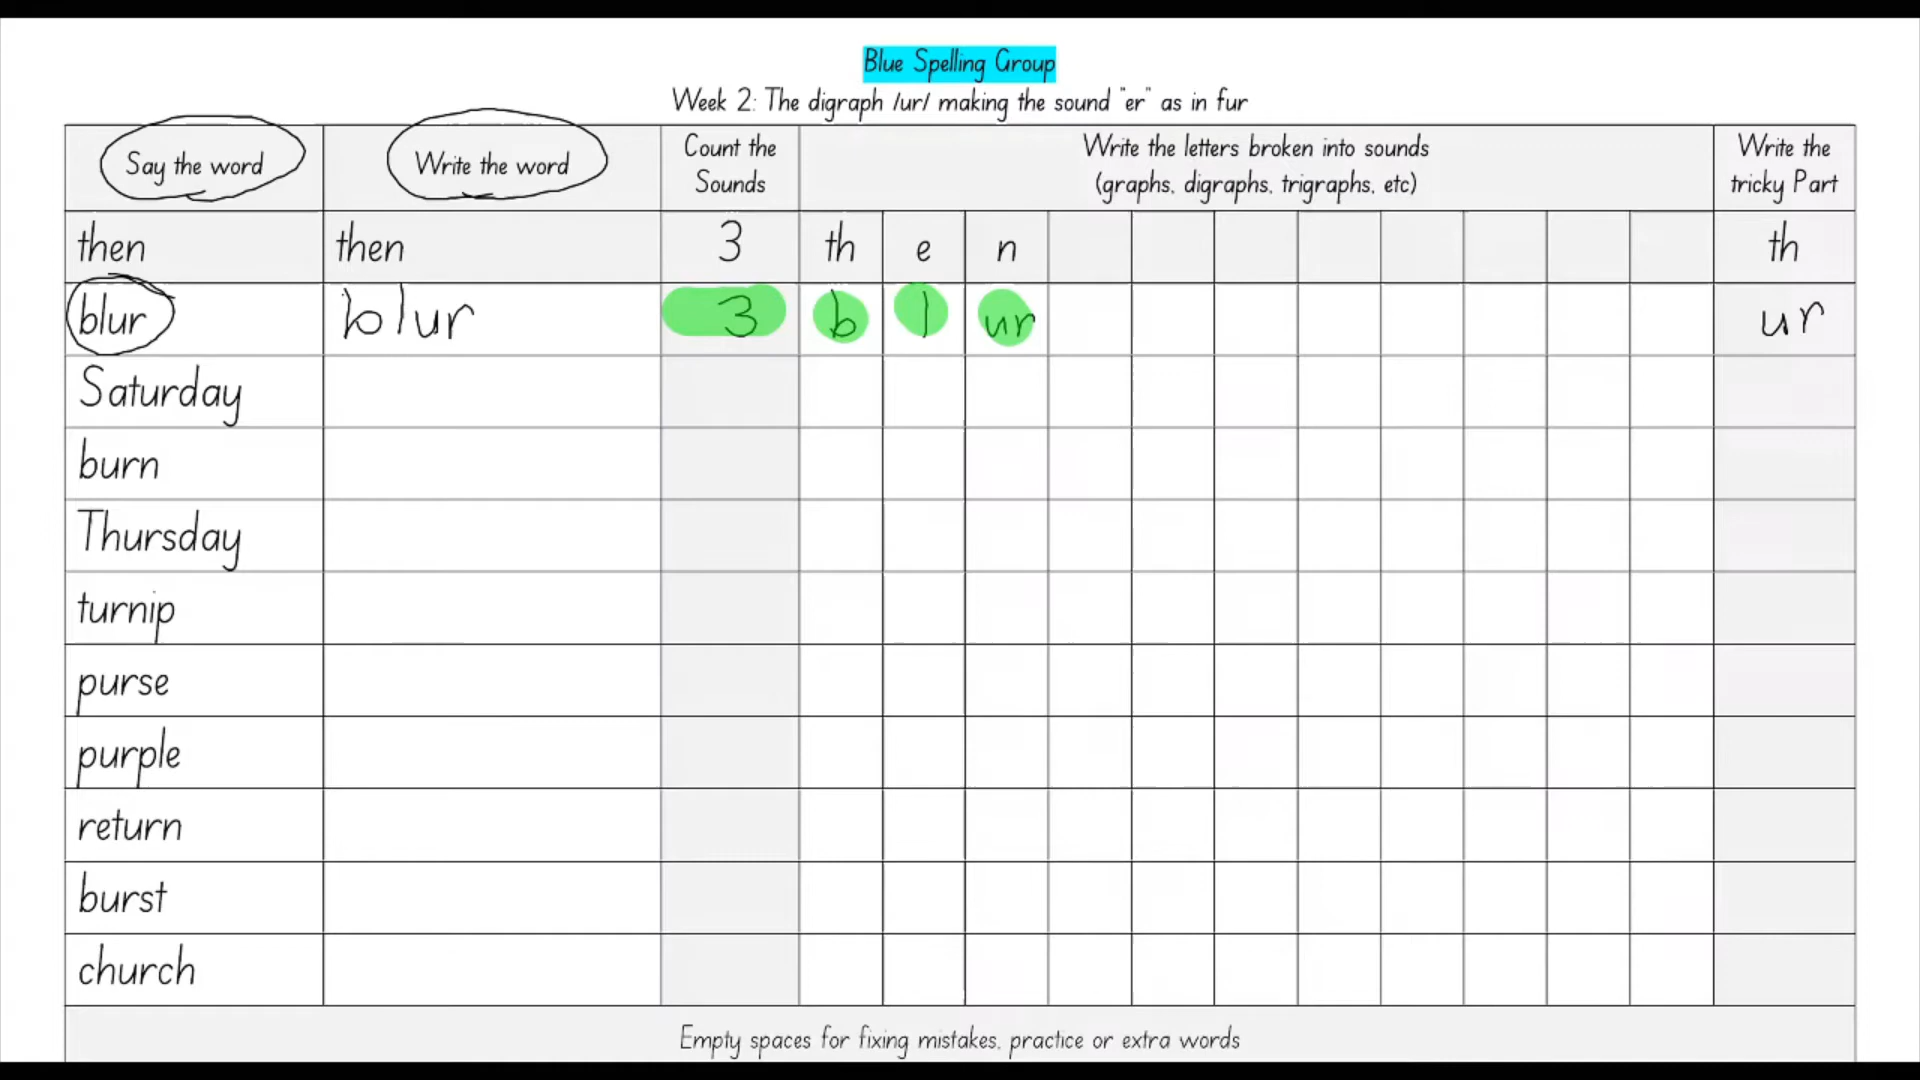 Blue Spelling Group
Week 2: The digraph /ur/ making the sound "er" as in fur
Say the word Write the word Count the Sounds Write the letters broken into sounds (graphs, digraphs, trigraphs, etc) Write the tricky Part
then then 3 th e n th
blur blur 3 b l ur ur
Saturday
burn
Thursday
turnip
purse
purple
return
burst
church
Empty spaces for fixing mistakes, practice or extra words